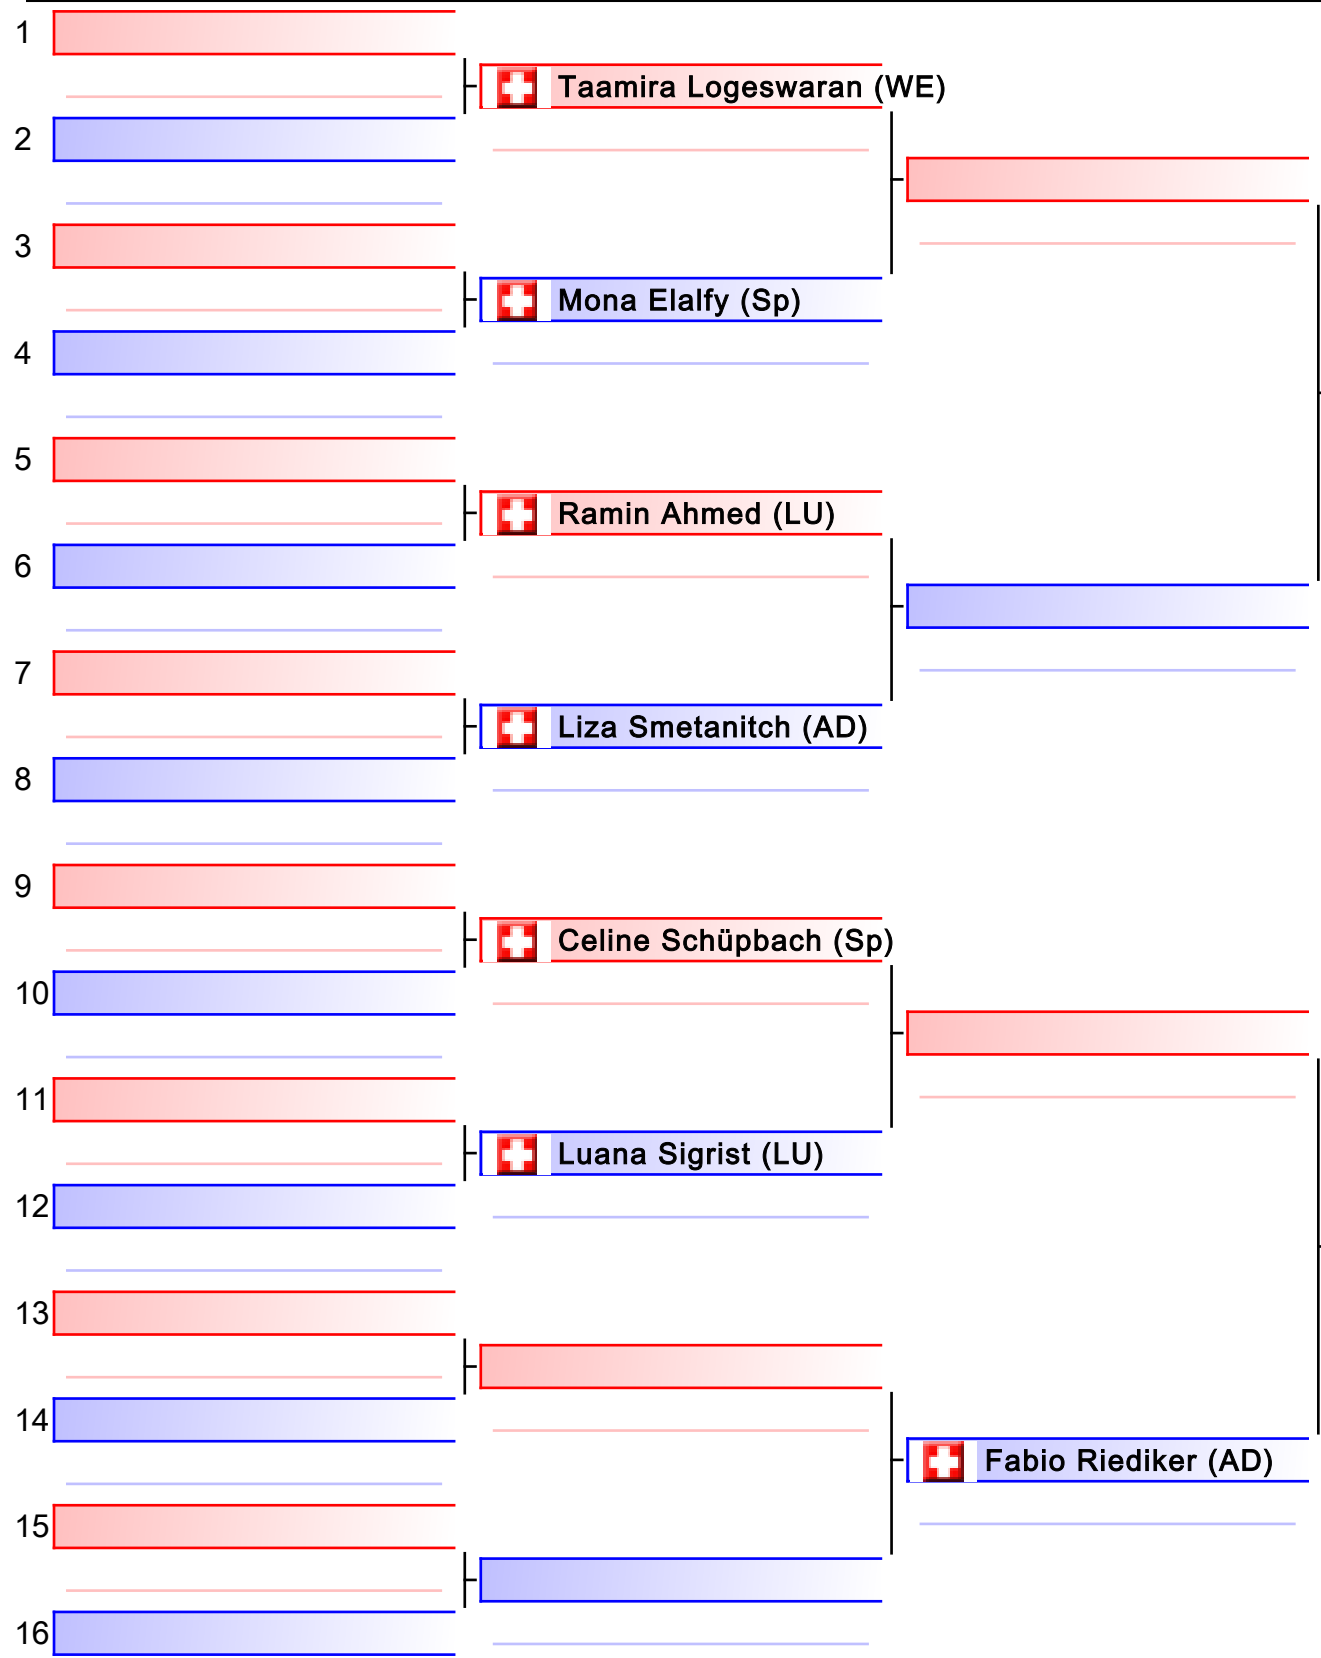 1
Taamira Logeswaran (WE)
2
3
Mona Elalfy (Sp)
4
5
Ramin Ahmed (LU)
6
7
Liza Smetanitch (AD)
8
9
Celine Schüpbach (Sp)
10
11
Luana Sigrist (LU)
12
13
14
Fabio Riediker (AD)
15
16